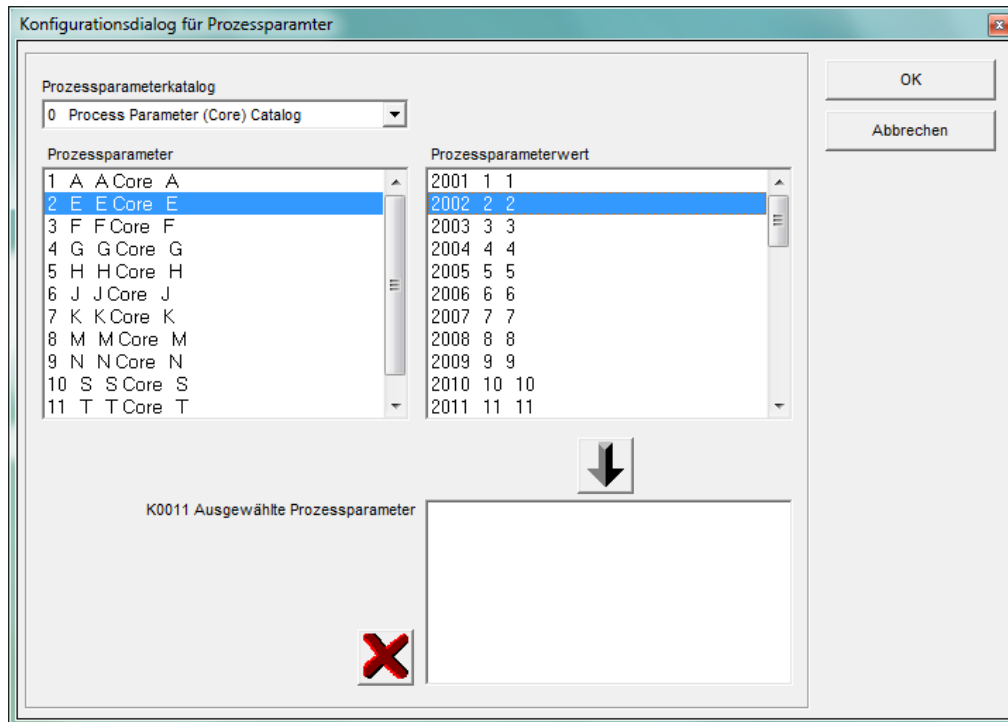 Konfigurationsdialog für Prozessparamter
Prozessparameterkatalog
0 Process Parameter (Core) Catalog
OK
Abbrechen
Prozessparameter
1 A A Core A
2 E E Core E
3 F F Core F
4 G G Core G
5 H H Core H
6 J J Core J
7 K K Core K
8 M M Core M
9 N N Core N
10 S S Core S
11 T T Core T
Prozessparameterwert
2001 1 1
2002 2 2
2003 3 3
2004 4 4
2005 5 5
2006 6 6
2007 7 7
2008 8 8
2009 9 9
2010 10 10
2011 11 11
K0011 Ausgewählte Prozessparameter